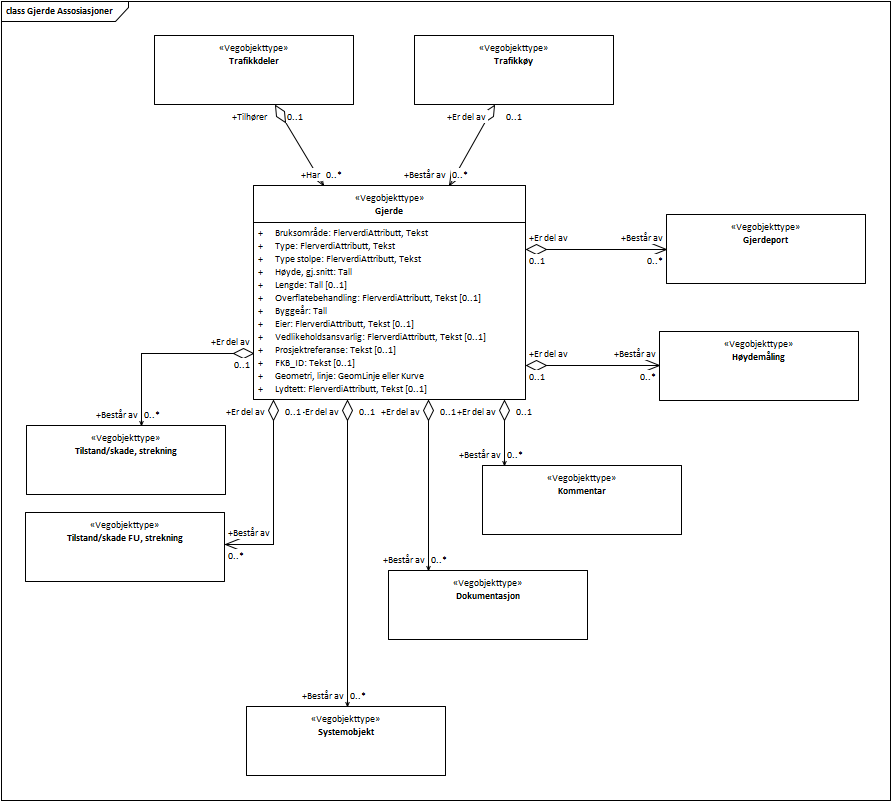 class Gjerde Assosiasjoner
«Vegobjekttype»
Trafikkdeler
«Vegobjekttype»
Trafikkøy
+Tilhører 0..1
+Er del av 0..1
+Har 0..*
+Består av 0..*
«Vegobjekttype»
Gjerde
+ Bruksområde: FlerverdiAttributt, Tekst
+ Type: FlerverdiAttributt, Tekst
+ Type stolpe: FlerverdiAttributt, Tekst
+ Høyde, gj.snitt: Tall
+ Lengde: Tall [0..1]
+ Overflatebehandling: FlerverdiAttributt, Tekst [0..1]
+ Byggeår: Tall
+ Eier: FlerverdiAttributt, Tekst [0..1]
+ Vedlikeholdsansvarlig: FlerverdiAttributt, Tekst [0..1]
+ Prosjektreferanse: Tekst [0..1]
+ FKB_ID: Tekst [0..1]
+ Geometri, linje: GeomLinje eller Kurve
+ Lydtett: FlerverdiAttributt, Tekst [0..1]
+Er del av
0..1
+Består av
0..*
«Vegobjekttype»
Gjerdeport
+Er del av
0..1
+Består av
0..*
«Vegobjekttype»
Høydemåling
+Er del av
0..1
+Består av 0..*
«Vegobjekttype»
Tilstand/skade, strekning
+Er del av 0..1
-Er del av 0..1
+Er del av 0..1
+Er del av 0..1
+Består av 0..*
«Vegobjekttype»
Kommentar
«Vegobjekttype»
Tilstand/skade FU, strekning
+Består av
0..*
+Består av 0..*
«Vegobjekttype»
Dokumentasjon
+Består av 0..*
«Vegobjekttype»
Systemobjekt